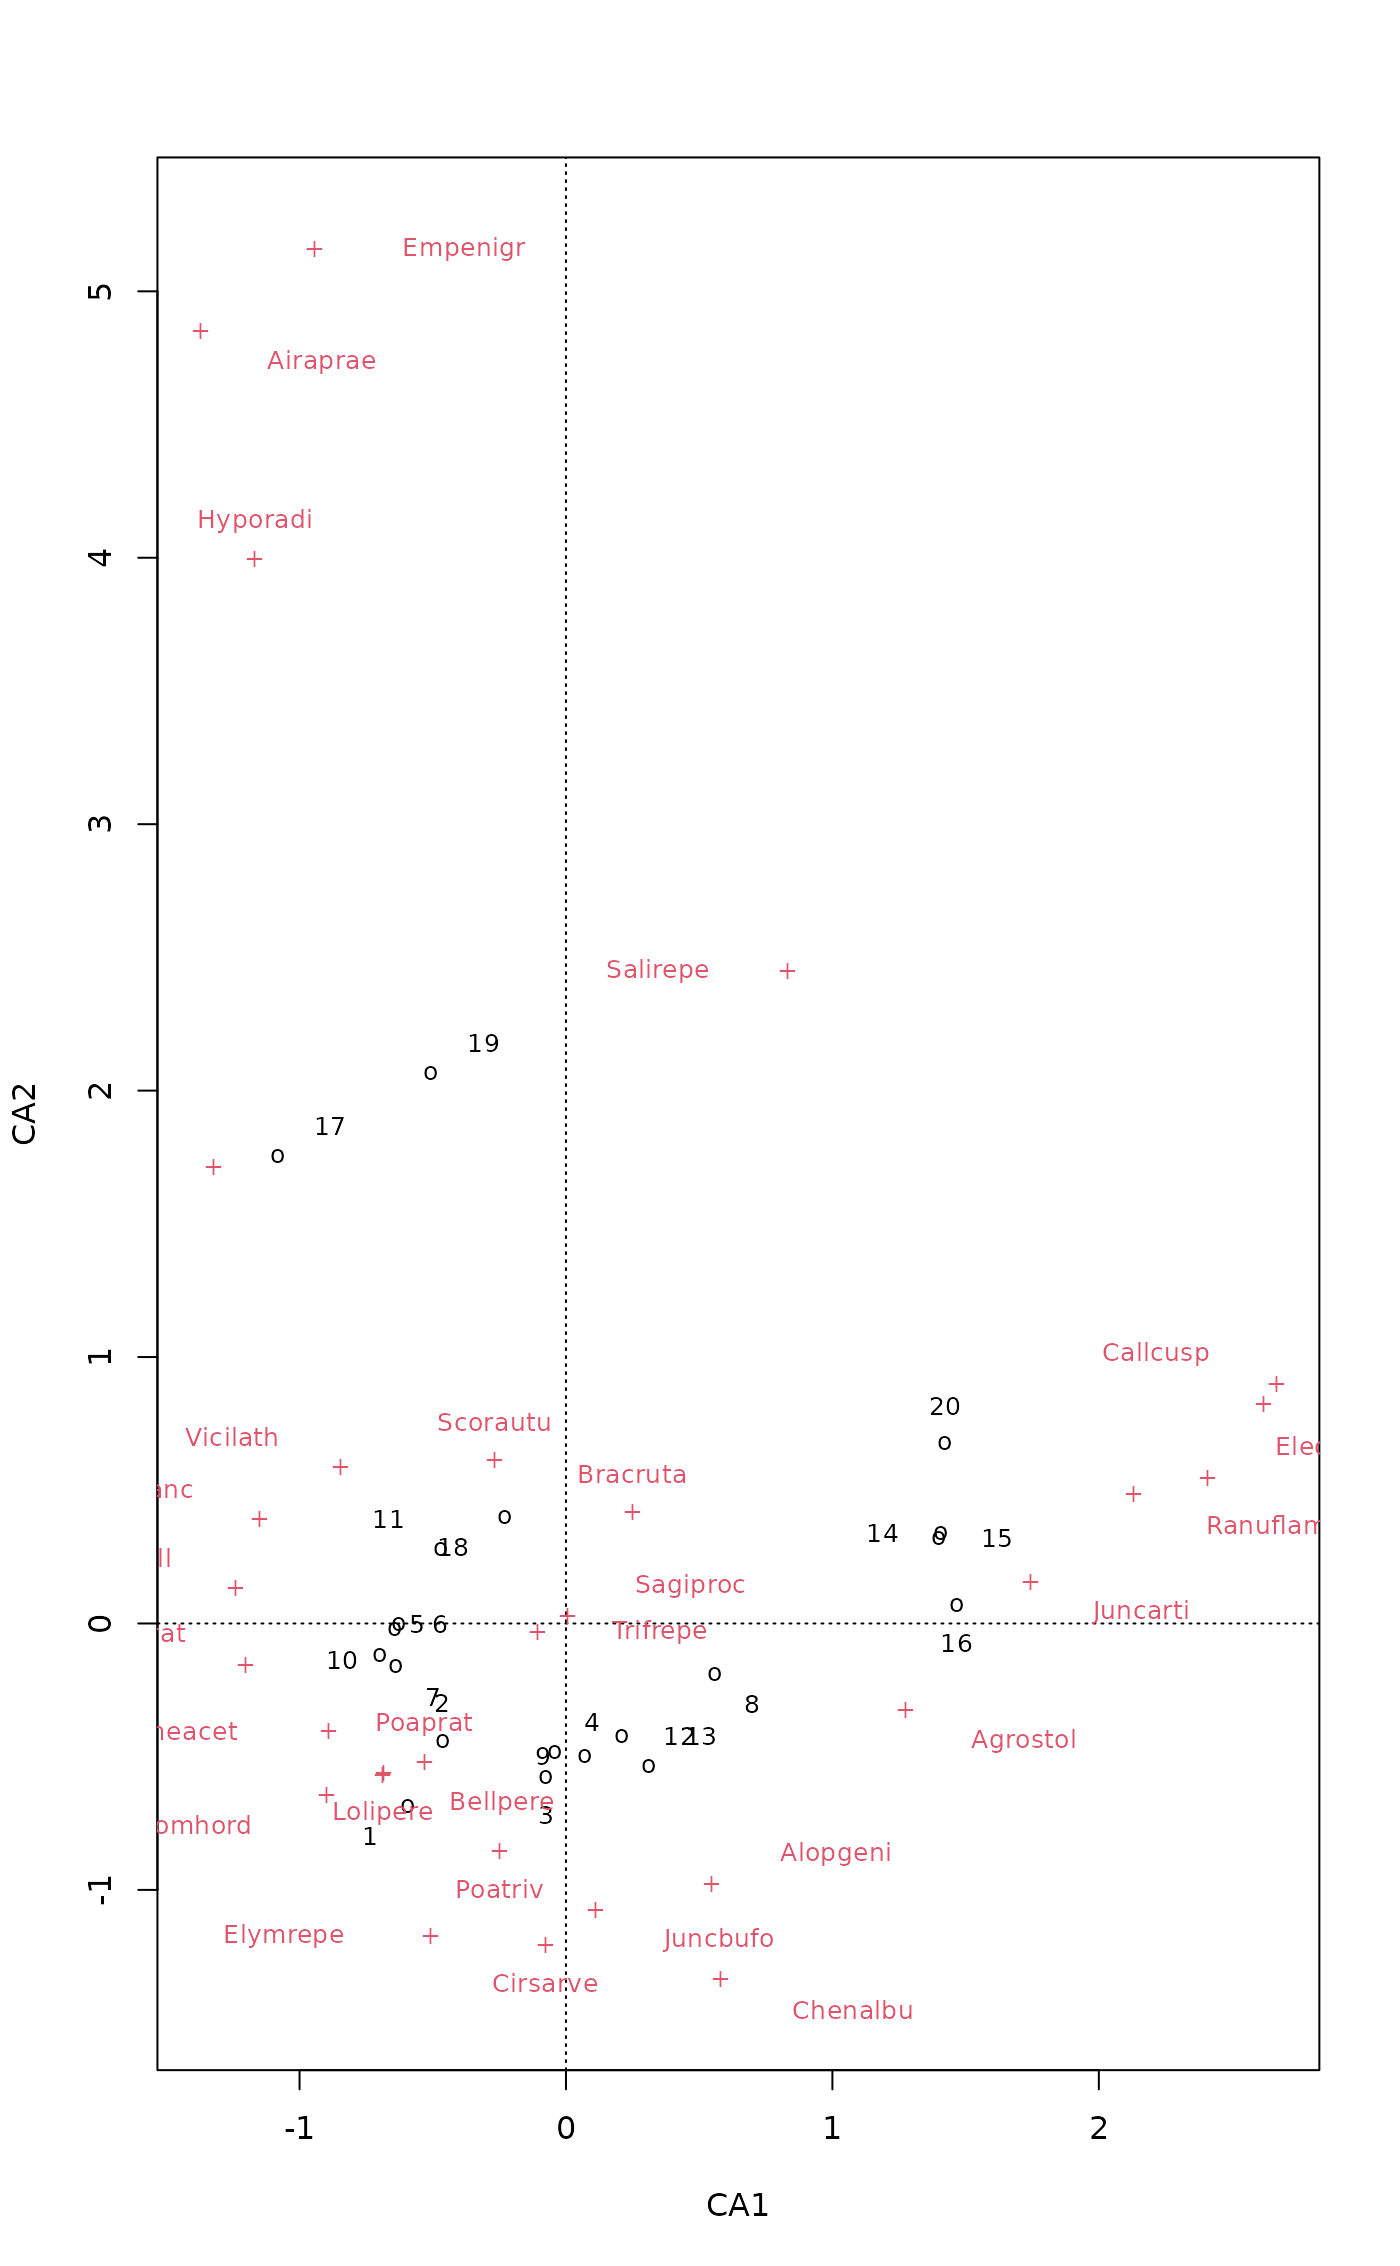 Empenigr
5
Airaprae
Hyporadi
4
3
Salirepe
19
2
17
CA2
1
Callcusp
20
Scorautu
Vicilath
Elec
Bracruta
anc
11
14
15
Ranuflam
18
ll
Sagiproc
Juncarti
0
5 6
Trifrepe
at
16
10
7
2
8
Poaprat
4
neacet
12
13
Agrostol
9
Bellpere
Lolipere
3
omhord
1
Alopgeni
-1
Poatriv
Elymrepe
Juncbufo
Cirsarve
Chenalbu
-1 0 1 2
CA1